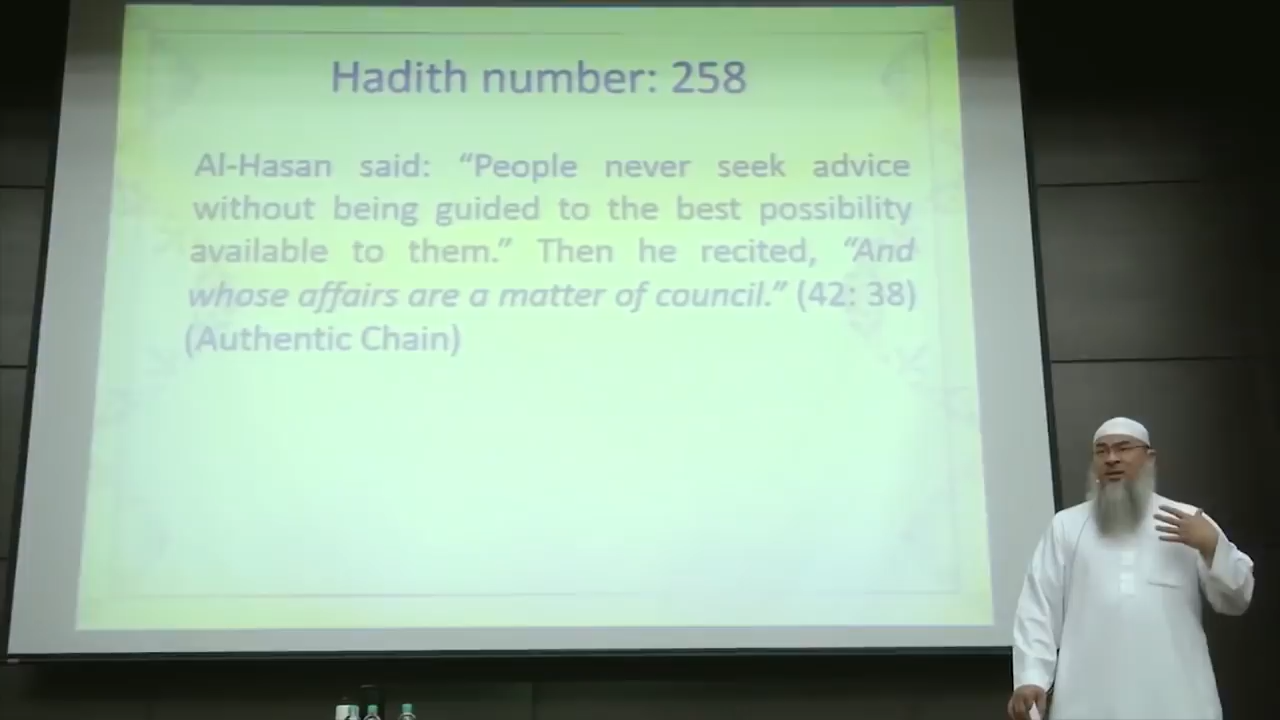 Hadith number: 258
Al-Hasan said: “People never seek advice
without being guided to the best possibility
available to them.” Then he recited, “And
whose affairs are a matter of council.” (42: 38)
(Authentic Chain)